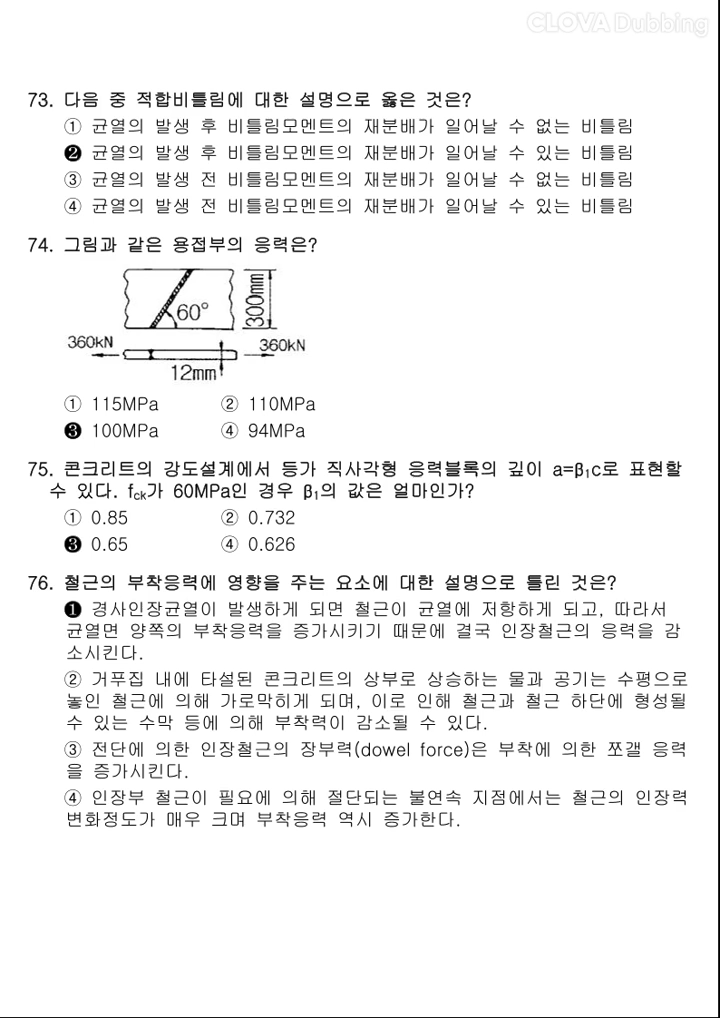 CLOVA Dubbing
73. 다음 중 적합비틀림에 대한 설명으로 옳은 것은?
① 균열의 발생 후 비틀림모멘트의 재분배가 일어날 수 없는 비틀림
❷ 균열의 발생 후 비틀림모멘트의 재분배가 일어날 수 있는 비틀림
③ 균열의 발생 전 비틀림모멘트의 재분배가 일어날 수 없는 비틀림
④ 균열의 발생 전 비틀림모멘트의 재분배가 일어날 수 있는 비틀림
74. 그림과 같은 용접부의 응력은?
60°
300mm
360kN 360kN
12mm
① 115MPa ② 110MPa
❸ 100MPa ④ 94MPa
75. 콘크리트의 강도설계에서 등가 직사각형 응력블록의 깊이 a=β₁c로 표현할
수 있다. fck가 60MPa인 경우 β₁의 값은 얼마인가?
① 0.85 ② 0.732
❸ 0.65 ④ 0.626
76. 철근의 부착응력에 영향을 주는 요소에 대한 설명으로 틀린 것은?
❶ 경사인장균열이 발생하게 되면 철근이 균열에 저항하게 되고, 따라서
균열면 양쪽의 부착응력을 증가시키기 때문에 결국 인장철근의 응력을 감
소시킨다.
② 거푸집 내에 타설된 콘크리트의 상부로 상승하는 물과 공기는 수평으로
놓인 철근에 의해 가로막히게 되며, 이로 인해 철근과 철근 하단에 형성될
수 있는 수막 등에 의해 부착력이 감소될 수 있다.
③ 전단에 의한 인장철근의 장부력(dowel force)은 부착에 의한 쪼갤 응력
을 증가시킨다.
④ 인장부 철근이 필요에 의해 절단되는 불연속 지점에서는 철근의 인장력
변화정도가 매우 크며 부착응력 역시 증가한다.